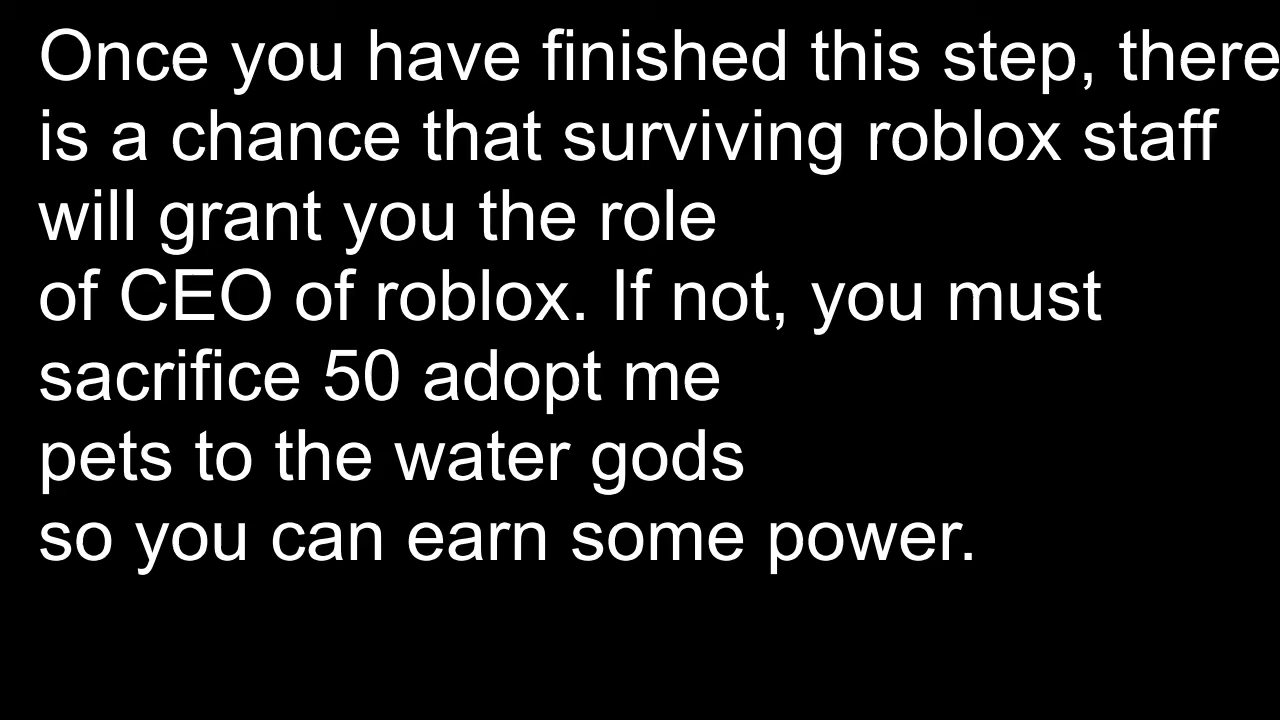 Once you have finished this step, there
is a chance that surviving roblox staff
will grant you the role
of CEO of roblox. If not, you must
sacrifice 50 adopt me
pets to the water gods
so you can earn some power.